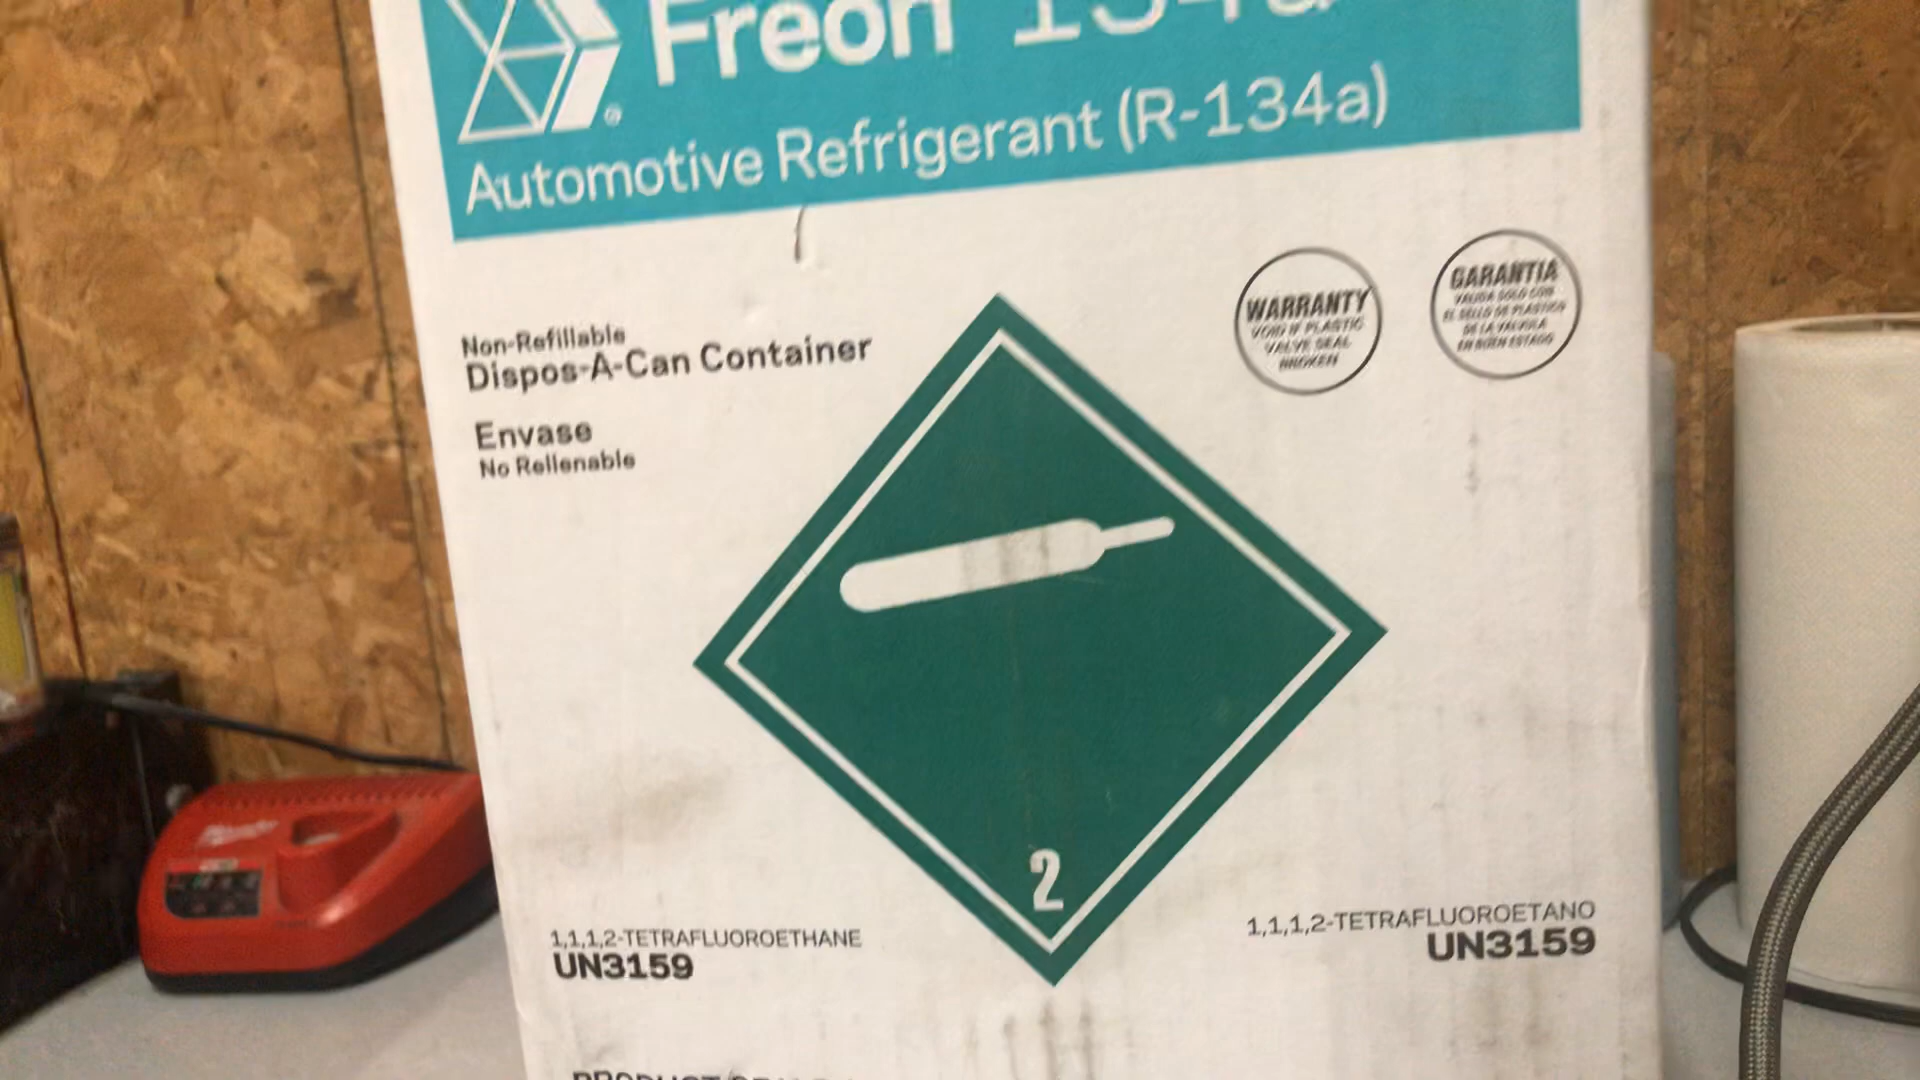 Freon 134a
Automotive Refrigerant (R-134a)
Non-Refillable
Dispos-A-Can Container
Envase
No Rellenable
WARRANTY
VOID IF PLASTIC
VALVE SEAL
BROKEN
GARANTIA
VALIDA SOLO CON
EL SELLO DE PLASTICO
DE LA VALVULA
EN BUEN ESTADO
2
1,1,1,2-TETRAFLUOROETHANE
UN3159
1,1,1,2-TETRAFLUOROETANO
UN3159
PRODUCT